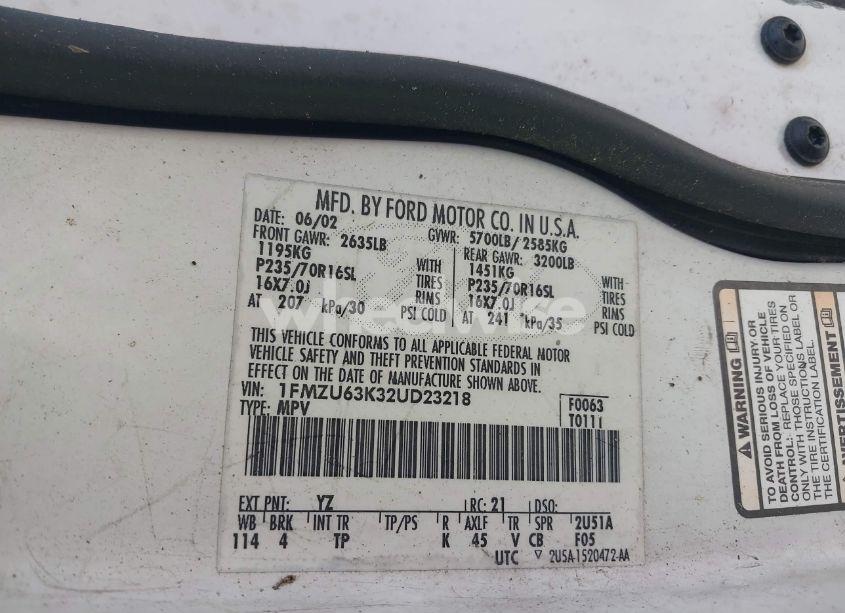 MFD. BY FORD MOTOR CO. IN U.S.A.
DATE: 06/02 GVWR: 5700LB/ 2585KG
FRONT GAWR: 2635LB REAR GAWR: 3200LB
1195KG WITH 1451KG WITH
P235/70R16SL TIRES P235/70R16SL TIRES
16X7.0J RIMS 16X7.0J RIMS
AT 207 kPa/30 PSI COLD AT 241 kPa/35 PSI COLD
THIS VEHICLE CONFORMS TO ALL APPLICABLE FEDERAL MOTOR
VEHICLE SAFETY AND THEFT PREVENTION STANDARDS IN
EFFECT ON THE DATE OF MANUFACTURE SHOWN ABOVE.
VIN: 1FMZU63K32UD23218 F0063
TYPE: MPV T0111
EXT PNT: YZ RC: 21 DSO:
WB BRK INT TR TP/PS R AXLE TR SPR 2U51A
114 4 TP K 45 V CB F05
UTC ▽ 2U5A-1520472-AA
wheelwise
WARNING
TO AVOID SERIOUS INJURY OR
DEATH FROM LOSS OF VEHICLE
CONTROL: REPLACE YOUR TIRES
ONLY WITH THOSE SPECIFIED ON
THE TIRE INSTRUCTIONS LABEL OR
THE CERTIFICATION LABEL.
AVERTISSEMENT